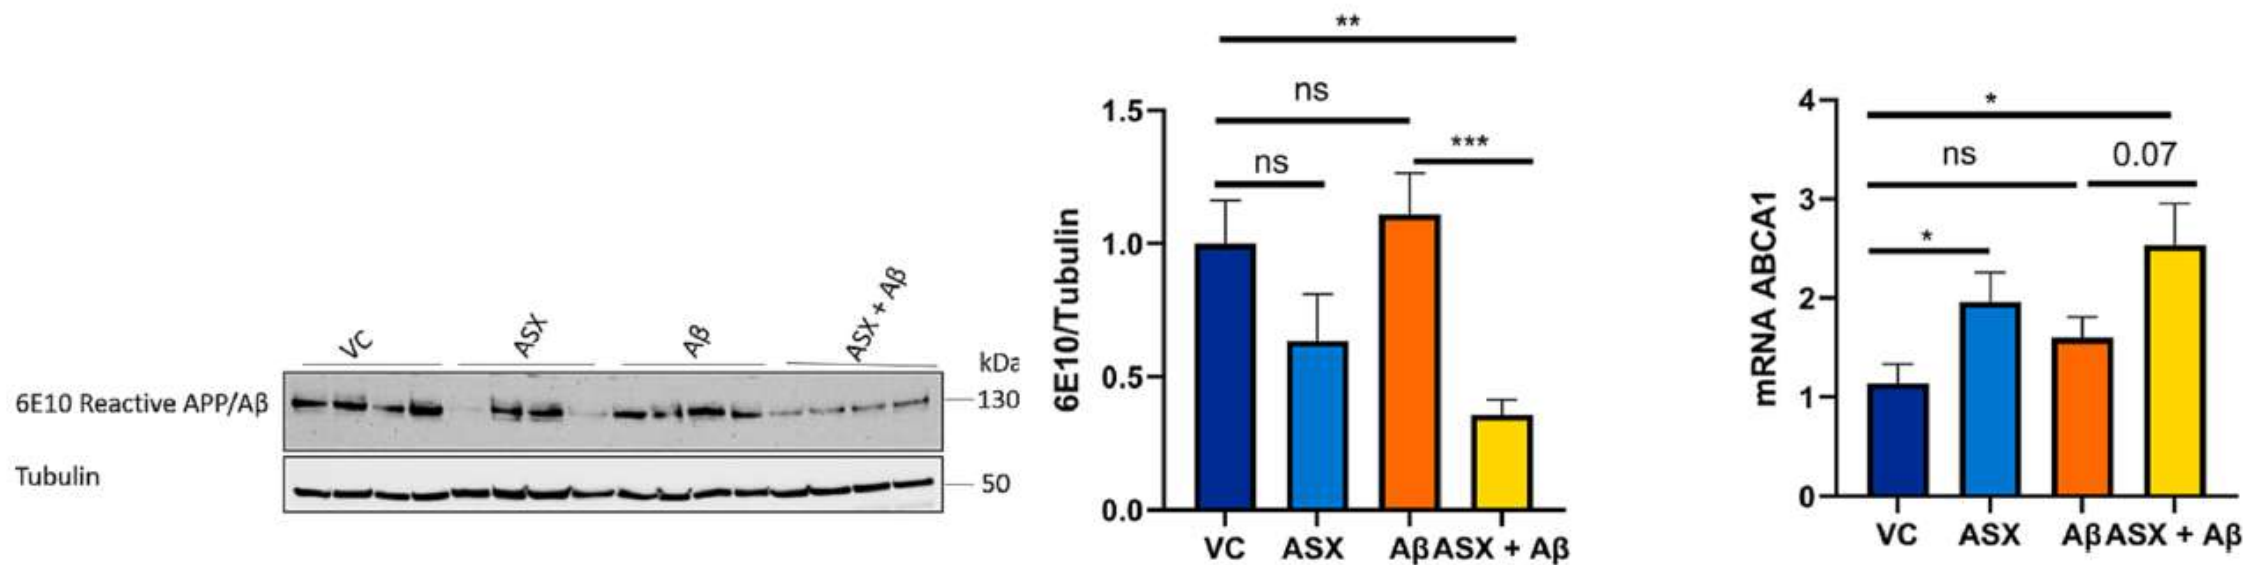 VC
ASX
Aβ
ASX + Aβ
kDa
6E10 Reactive APP/Aβ
130
Tubulin
50
**
ns
***
ns
1.5
1.0
0.5
0.0
6E10/Tubulin
VC ASX Aβ ASX + Aβ
*
ns
0.07
*
4
3
2
1
0
mRNA ABCA1
VC ASX Aβ ASX + Aβ